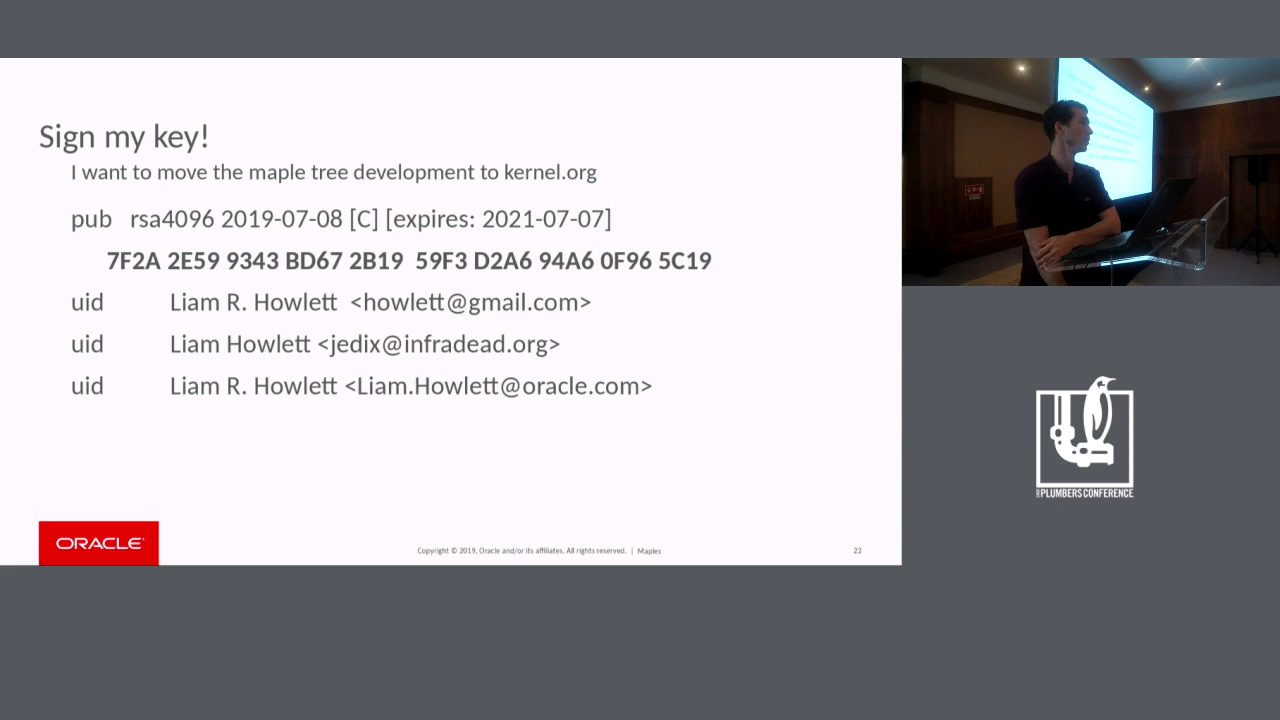 Sign my key!
I want to move the maple tree development to kernel.org
pub rsa4096 2019-07-08 [C] [expires: 2021-07-07]
7F2A 2E59 9343 BD67 2B19 59F3 D2A6 94A6 0F96 5C19
uid Liam R. Howlett <howlett@gmail.com>
uid Liam Howlett <jedix@infradead.org>
uid Liam R. Howlett <Liam.Howlett@oracle.com>
ORACLE
Copyright © 2019, Oracle and/or its affiliates. All rights reserved. | Maples
22
PLUMBERS CONFERENCE